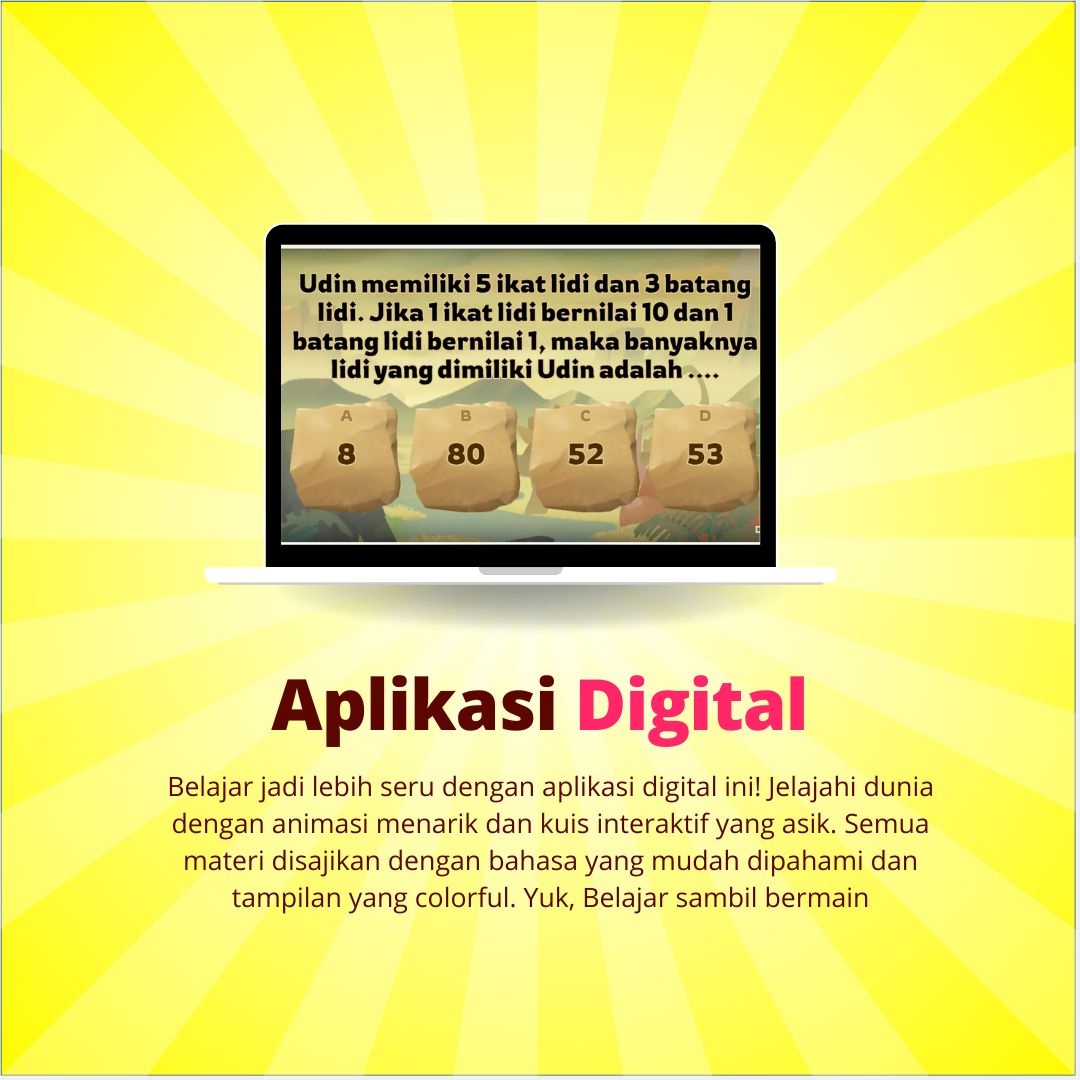 Udin memiliki 5 ikat lidi dan 3 batang
lidi. Jika 1 ikat lidi bernilai 10 dan 1
batang lidi bernilai 1, maka banyaknya
lidi yang dimiliki Udin adalah ....
A B C D
8 80 52 53
Aplikasi Digital
Belajar jadi lebih seru dengan aplikasi digital ini! Jelajahi dunia
dengan animasi menarik dan kuis interaktif yang asik. Semua
materi disajikan dengan bahasa yang mudah dipahami dan
tampilan yang colorful. Yuk, Belajar sambil bermain